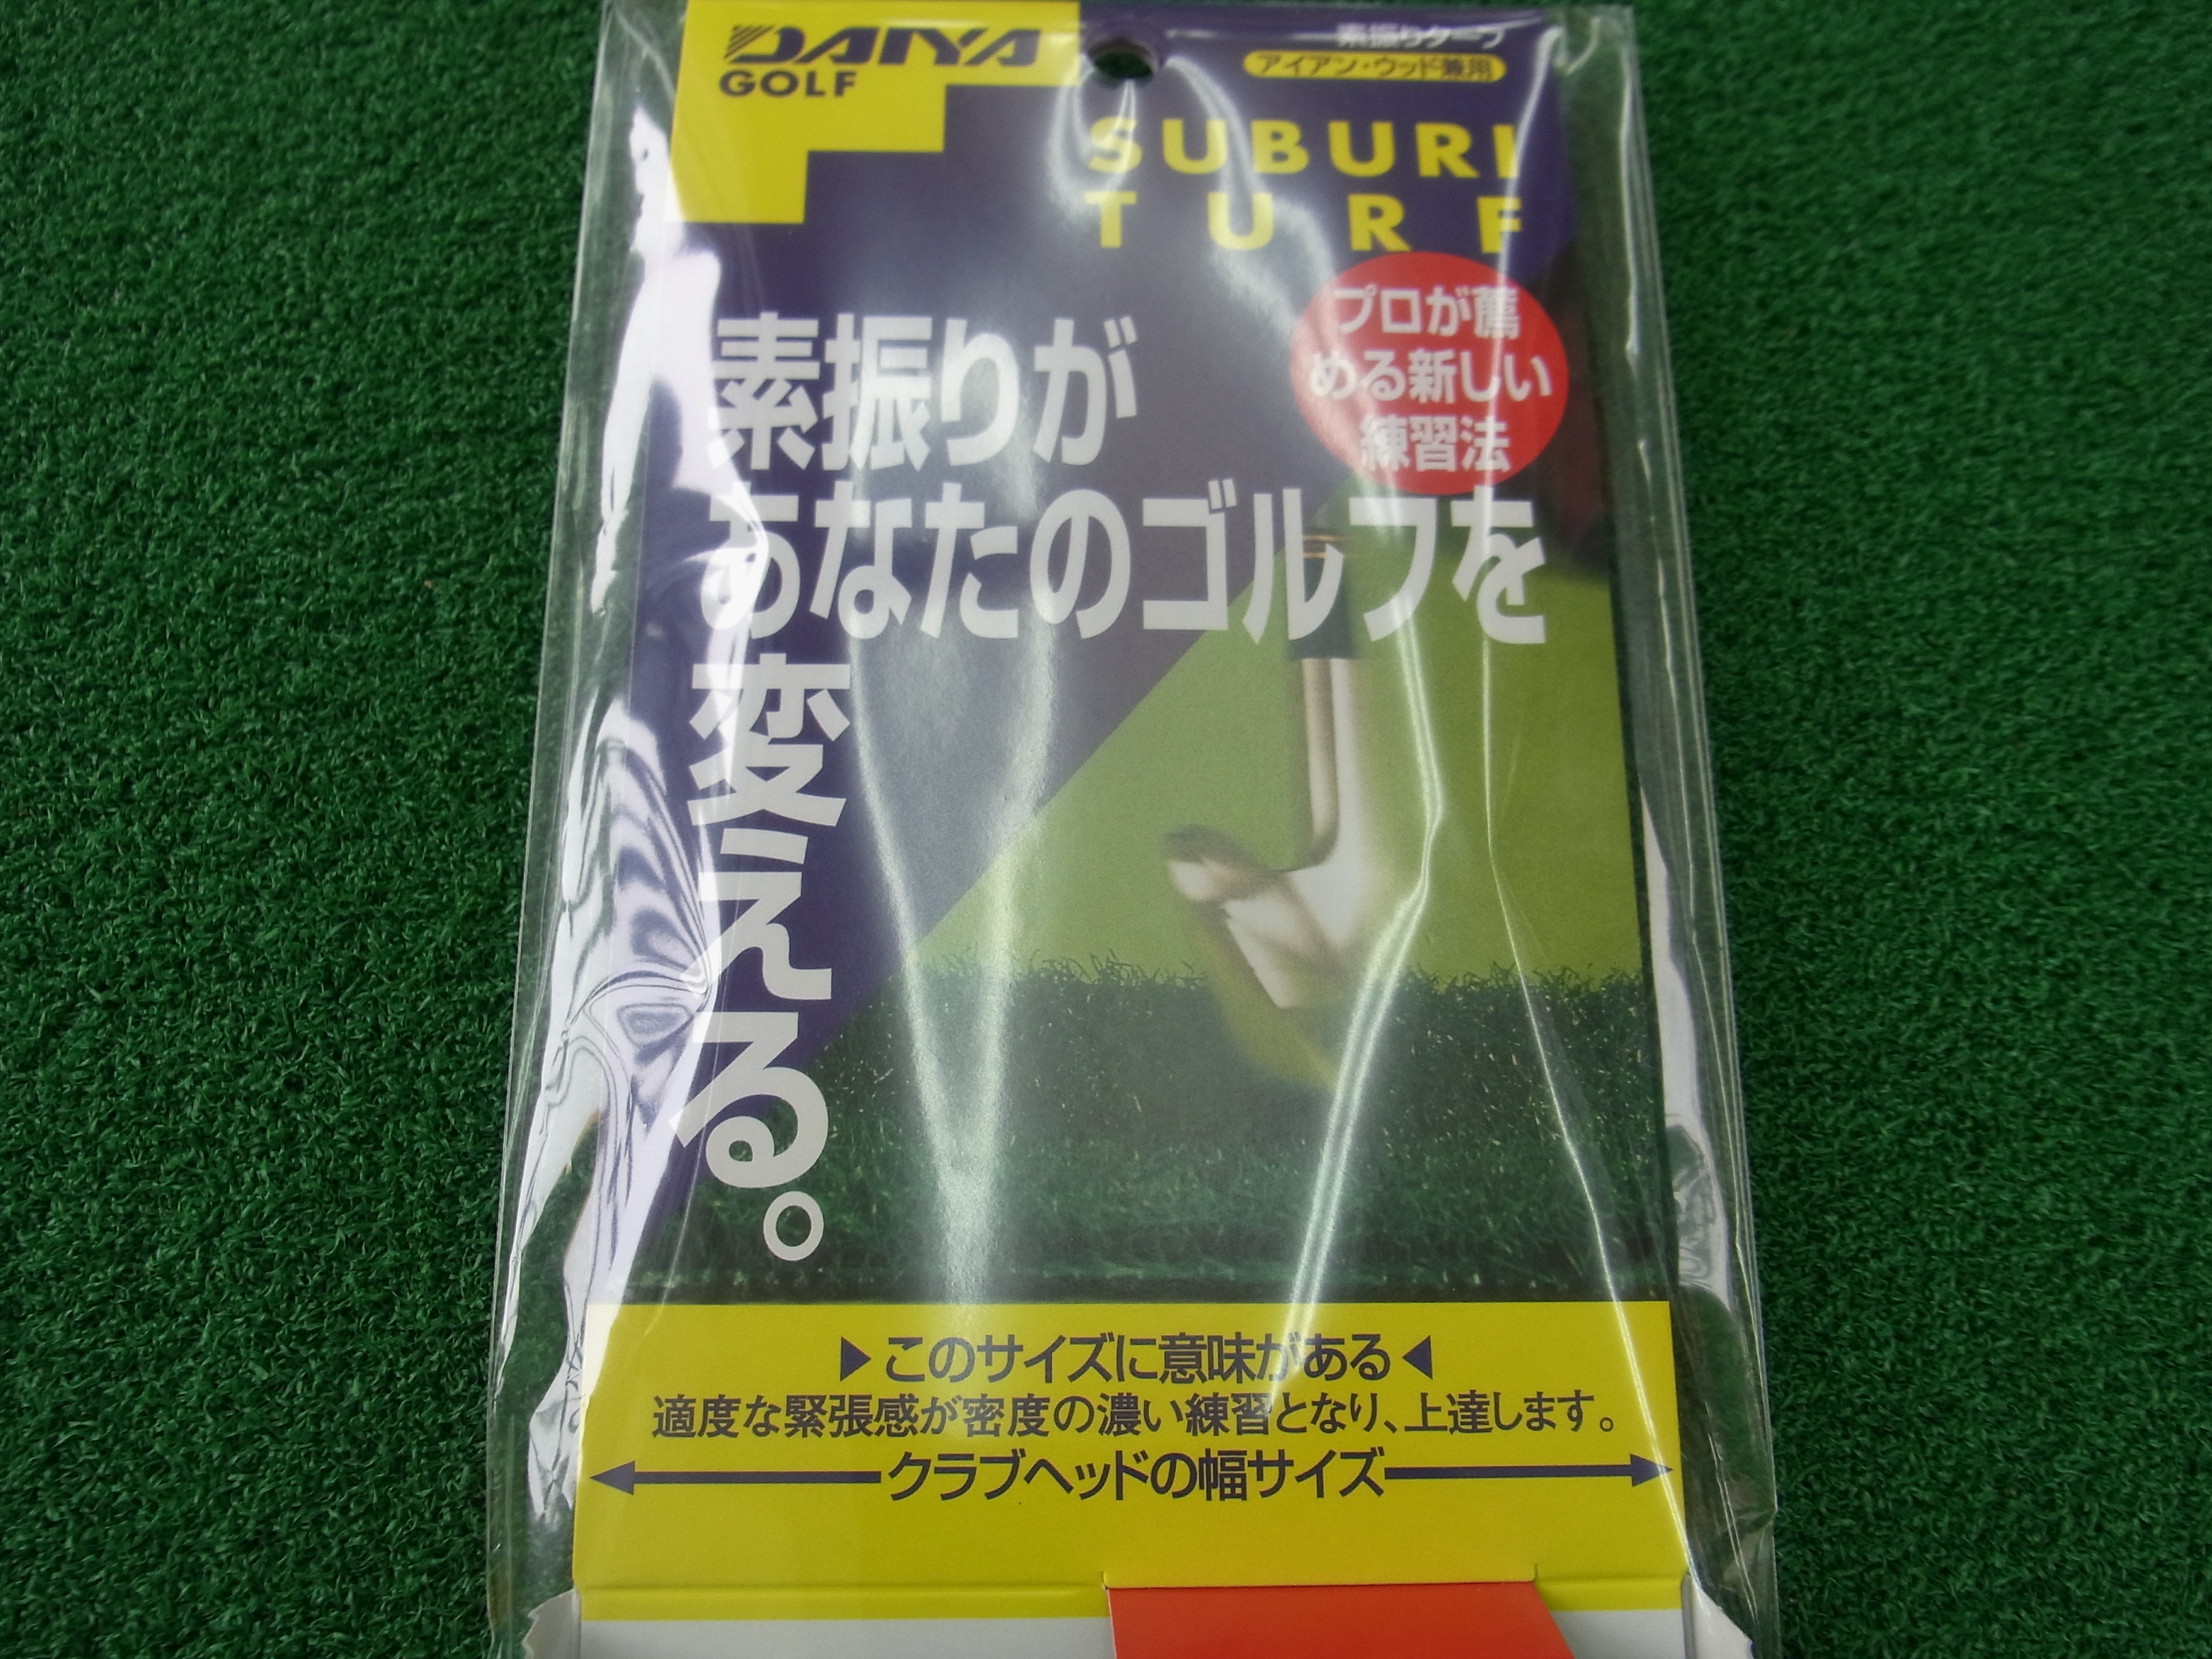 DAIYA
GOLF
素振りターフ
アイアン・ウッド兼用
SUBURI
TURF
プロが薦
める新しい
練習法
素振りが
あなたのゴルフを
変える。
▶このサイズに意味がある◀
適度な緊張感が密度の濃い練習となり、上達します。
クラブヘッドの幅サイズ